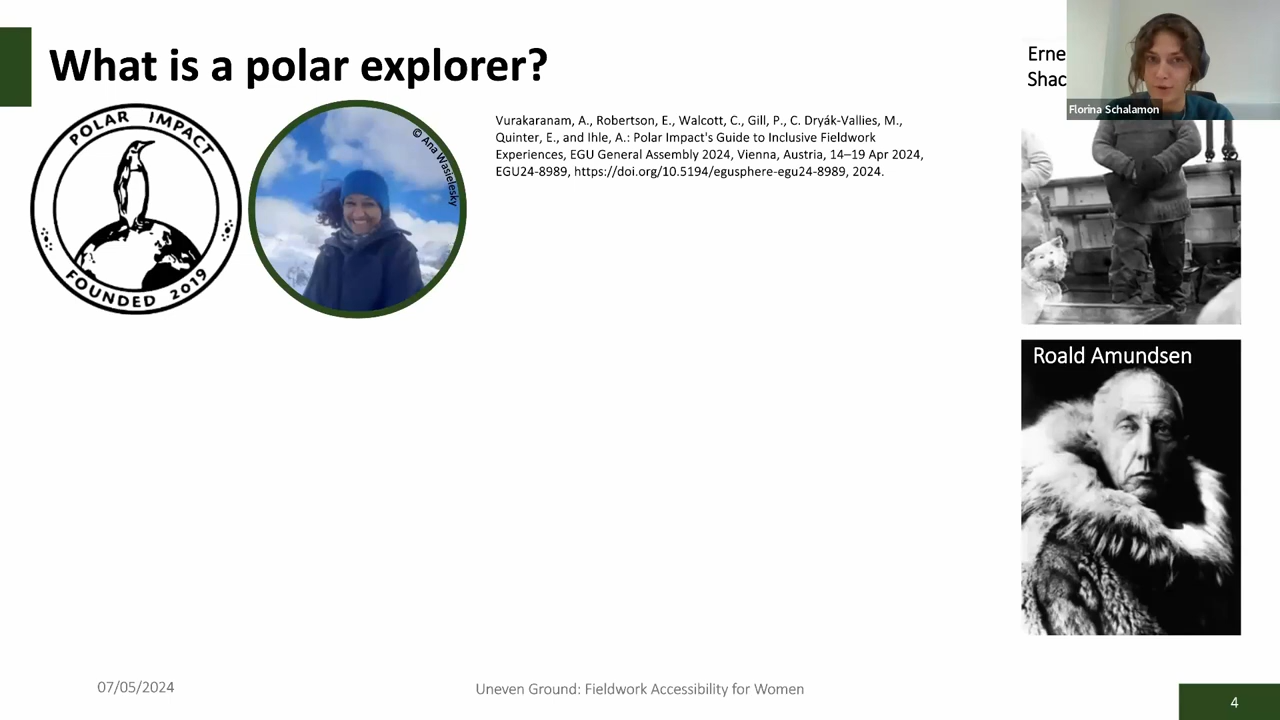 What is a polar explorer?
POLAR IMPACT
FOUNDED 2019
© Ana Wasielesky
Vurakaranam, A., Robertson, E., Walcott, C., Gill, P., C. Dryák-Vallies, M.,
Quinter, E., and Ihle, A.: Polar Impact's Guide to Inclusive Fieldwork
Experiences, EGU General Assembly 2024, Vienna, Austria, 14–19 Apr 2024,
EGU24-8989, https://doi.org/10.5194/egusphere-egu24-8989, 2024.
Erne
Shac
Florina Schalamon
Roald Amundsen
07/05/2024
Uneven Ground: Fieldwork Accessibility for Women
4